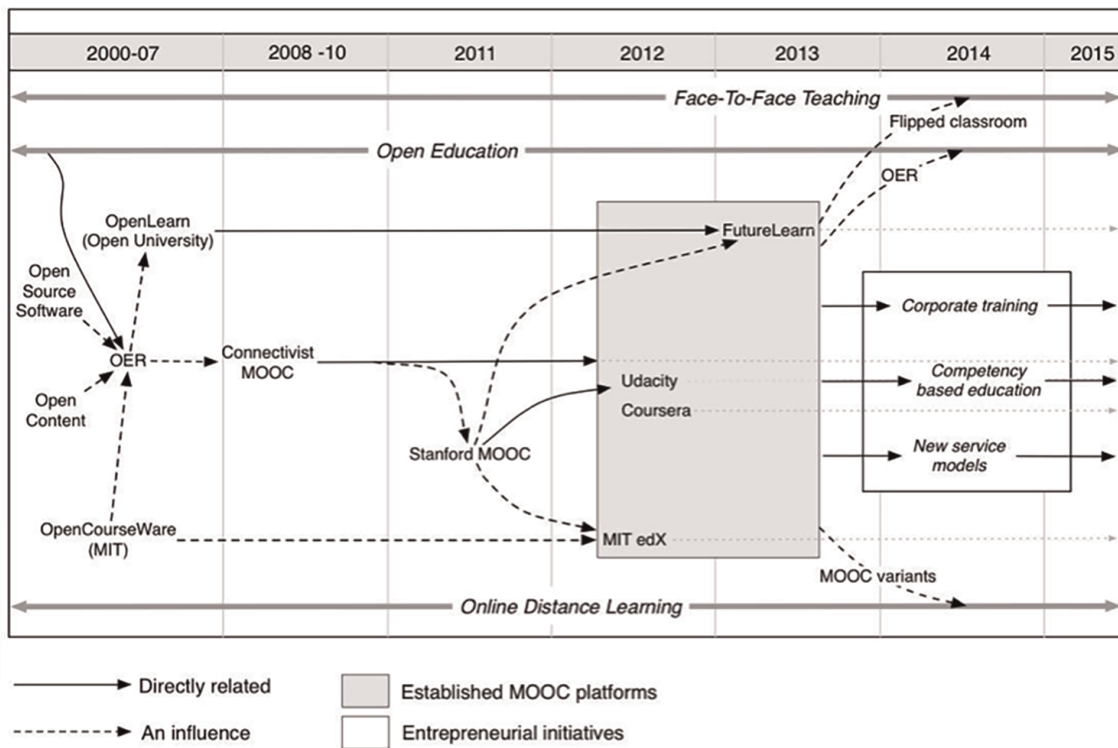 2000-07 2008 -10 2011 2012 2013 2014 2015
Face-To-Face Teaching
Flipped classroom
Open Education
OER
OpenLearn
(Open University)
FutureLearn
Open
Source
Software
Corporate training
OER
Connectivist
MOOC
Udacity
Competency
based education
Open
Content
Coursera
Stanford MOOC
New service
models
OpenCourseWare
(MIT)
MIT edX
MOOC variants
Online Distance Learning
Directly related
Established MOOC platforms
An influence
Entrepreneurial initiatives